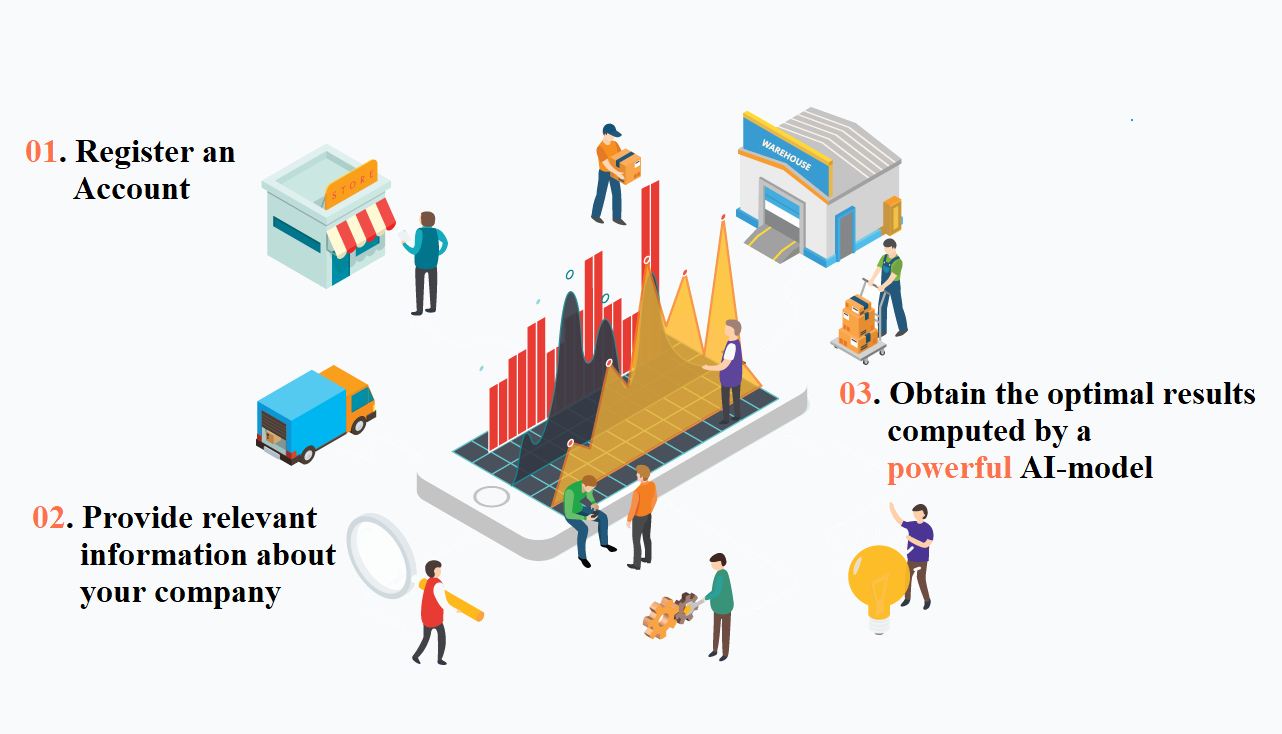 01. Register an
Account
STORE
WAREHOUSE
02. Provide relevant
information about
your company
03. Obtain the optimal results
computed by a
powerful AI-model